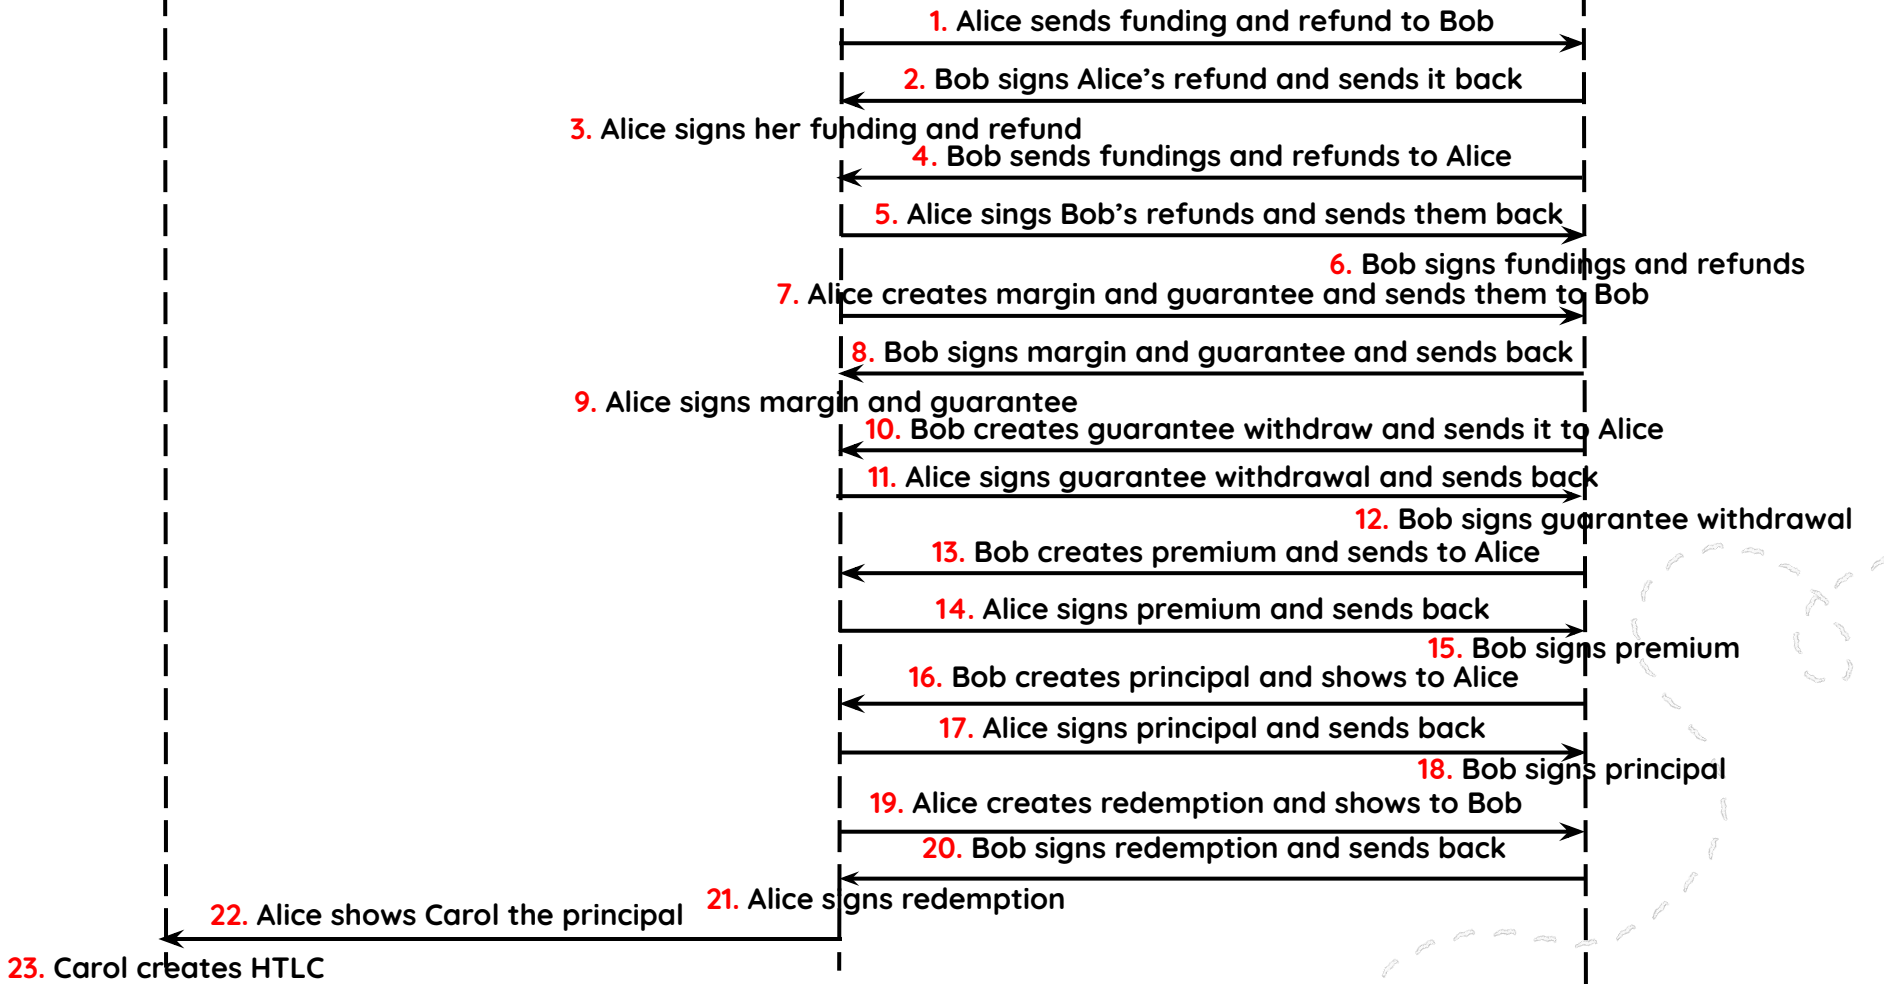 1. Alice sends funding and refund to Bob
2. Bob signs Alice’s refund and sends it back
3. Alice signs her funding and refund
4. Bob sends fundings and refunds to Alice
5. Alice sings Bob’s refunds and sends them back
6. Bob signs fundings and refunds
7. Alice creates margin and guarantee and sends them to Bob
8. Bob signs margin and guarantee and sends back
9. Alice signs margin and guarantee
10. Bob creates guarantee withdraw and sends it to Alice
11. Alice signs guarantee withdrawal and sends back
12. Bob signs guarantee withdrawal
13. Bob creates premium and sends to Alice
14. Alice signs premium and sends back
15. Bob signs premium
16. Bob creates principal and shows to Alice
17. Alice signs principal and sends back
18. Bob signs principal
19. Alice creates redemption and shows to Bob
20. Bob signs redemption and sends back
21. Alice signs redemption
22. Alice shows Carol the principal
23. Carol creates HTLC